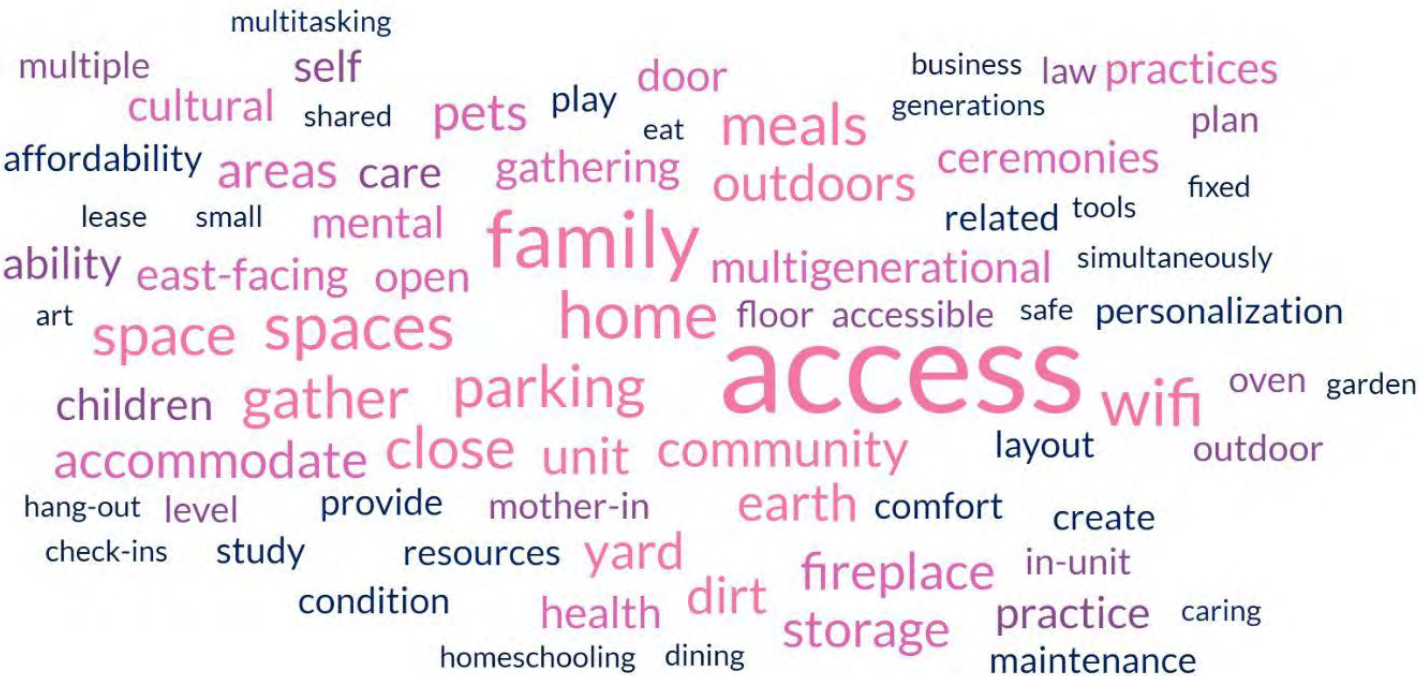 multitasking
multiple self door business law practices
cultural shared pets play eat meals generations plan
affordability areas care gathering outdoors ceremonies fixed
lease small mental family related tools
ability east-facing open multigenerational simultaneously
art space spaces home floor accessible safe personalization
children gather parking access wifi oven garden
accommodate close unit community layout outdoor
hang-out level provide mother-in earth comfort create
check-ins study resources yard fireplace in-unit
condition health dirt storage practice caring
homeschooling dining maintenance